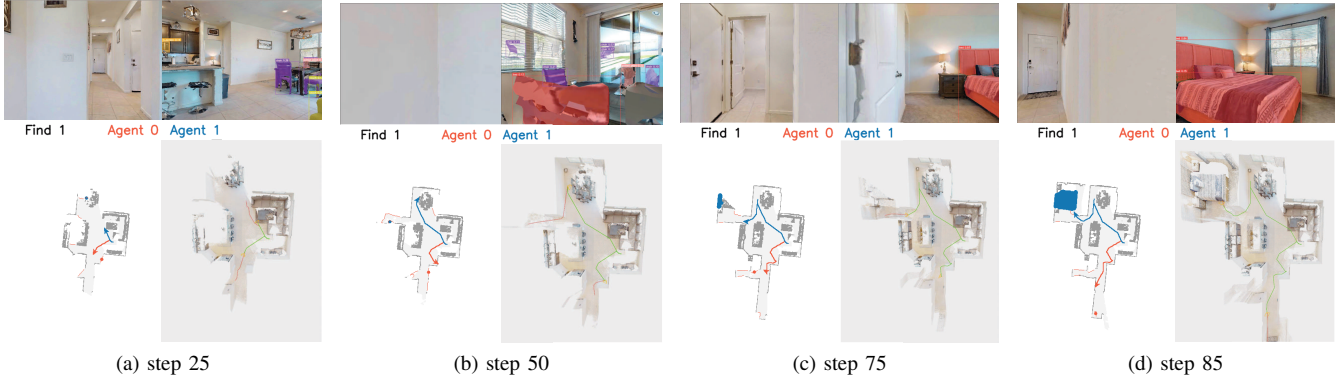 Find 1 Agent 0 Agent 1
Find 1 Agent 0 Agent 1
Find 1 Agent 0 Agent 1
Find 1 Agent 0 Agent 1
(a) step 25
(b) step 50
(c) step 75
(d) step 85